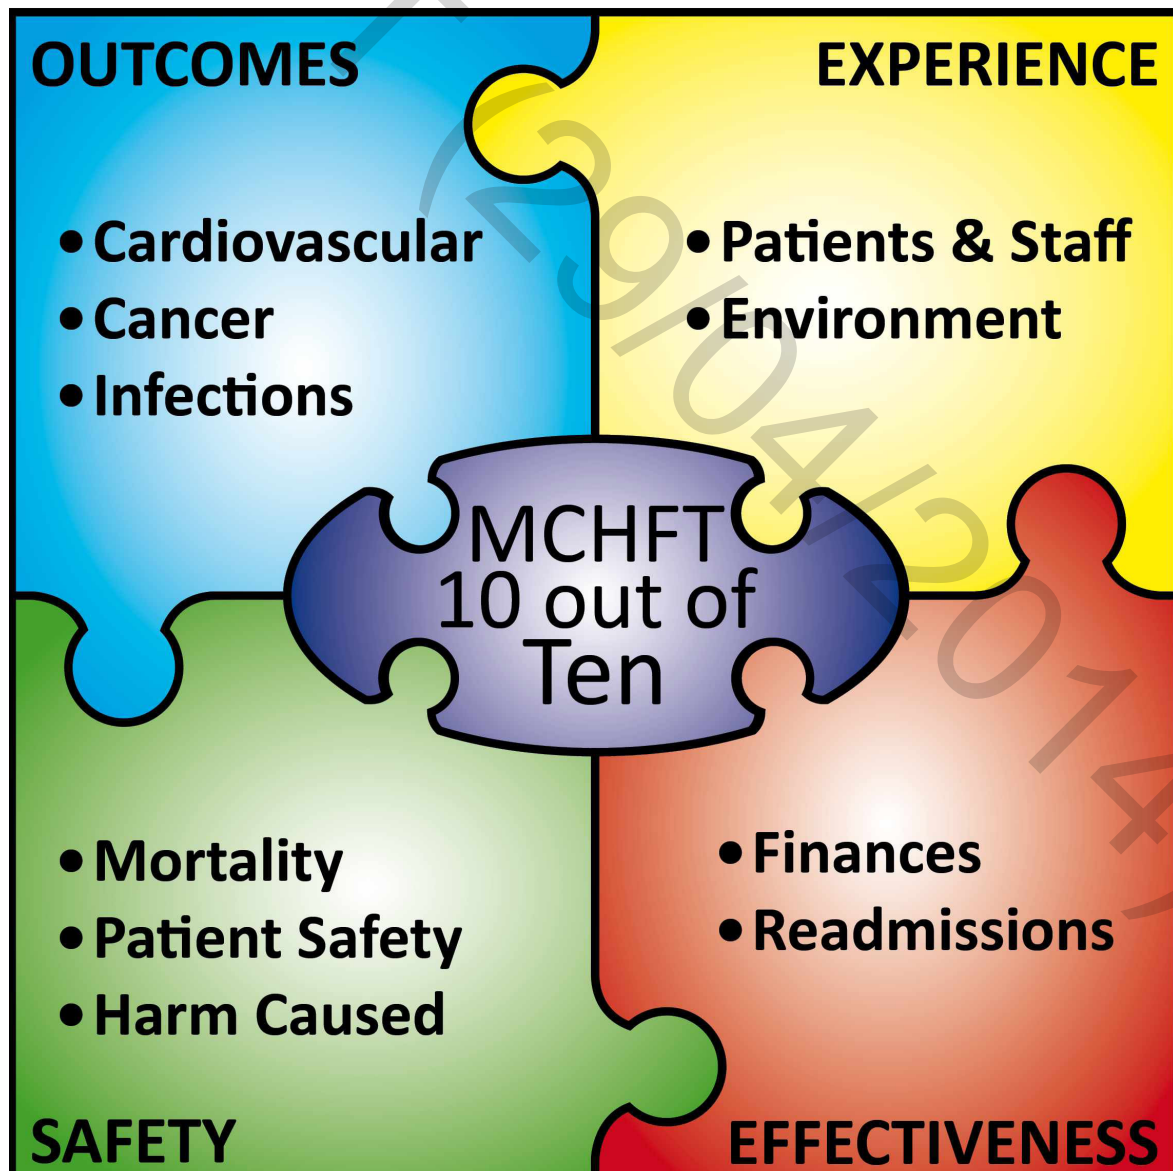 OUTCOMES
• Cardiovascular
• Cancer
• Infections
EXPERIENCE
• Patients & Staff
• Environment
MCHFT
10 out of
Ten
• Mortality
• Patient Safety
• Harm Caused
SAFETY
• Finances
• Readmissions
EFFECTIVENESS
(29/04/2014)